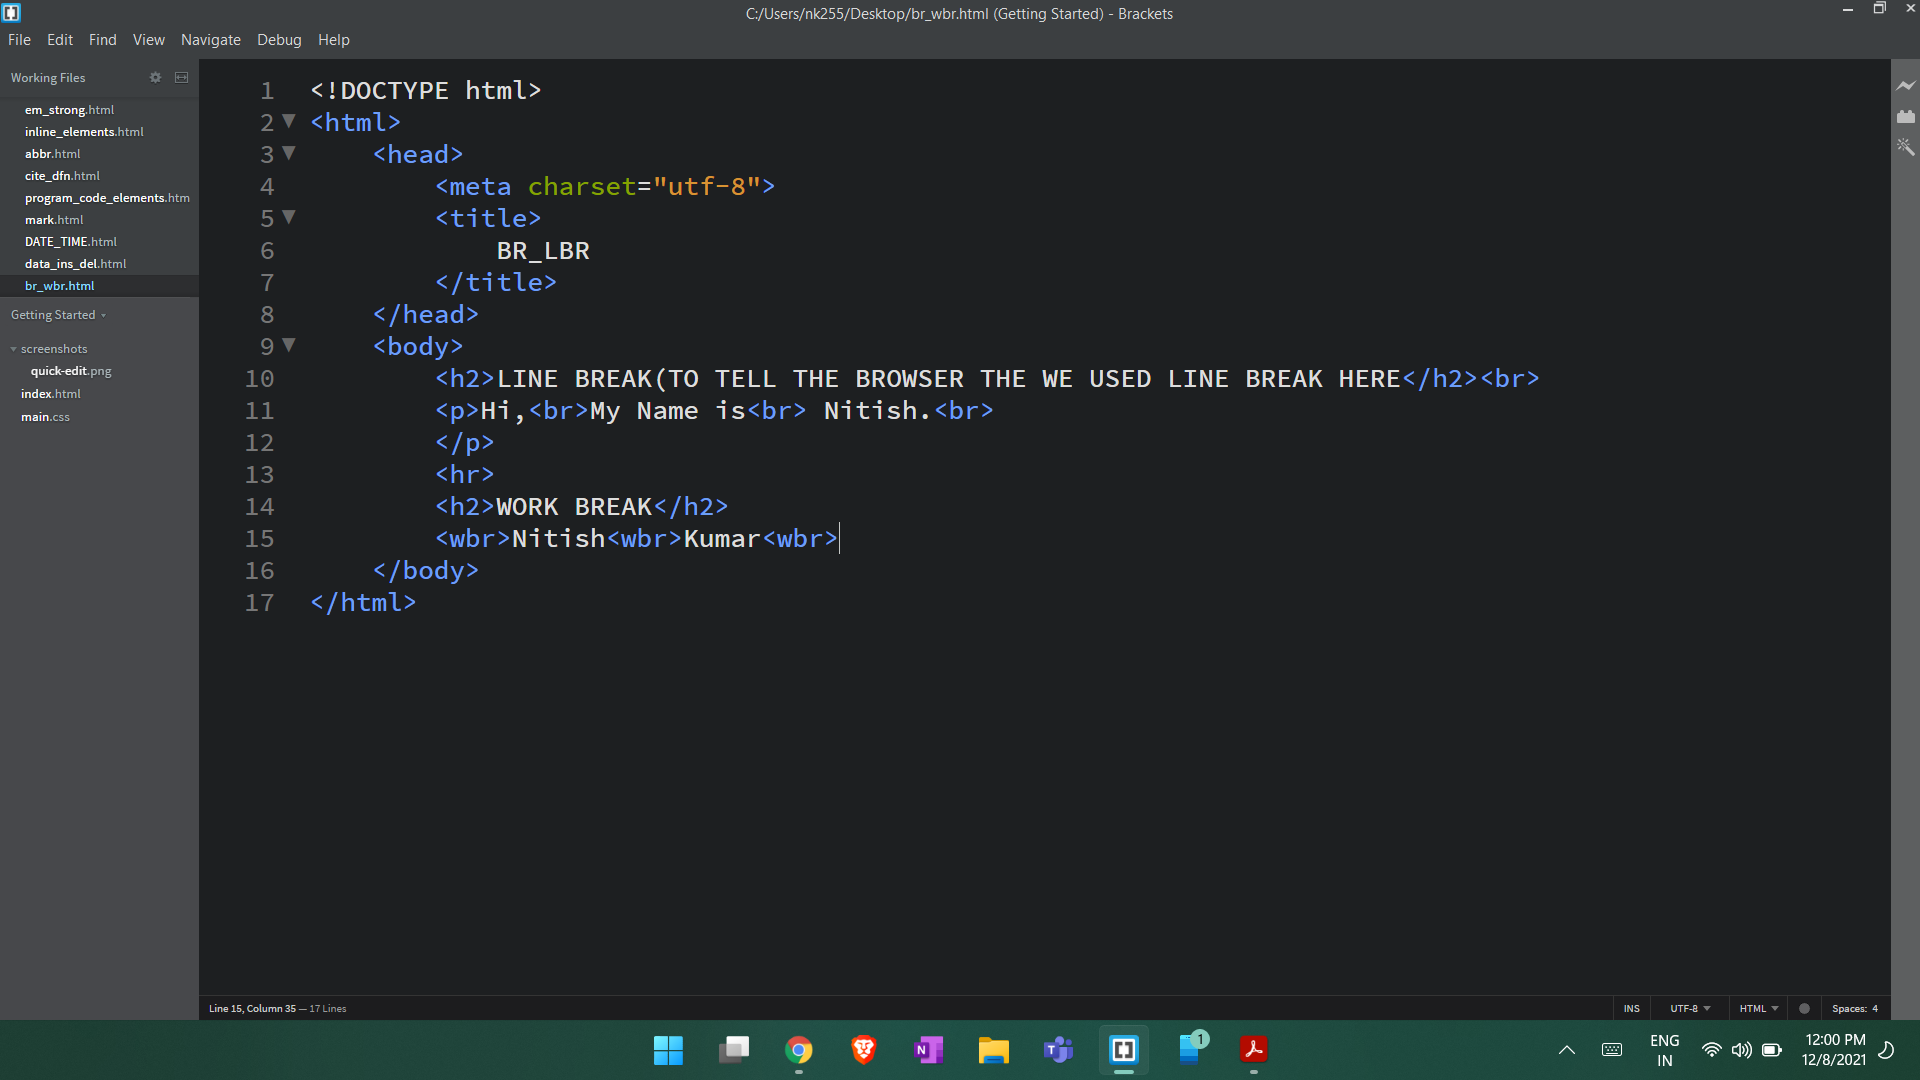 C:/Users/nk255/Desktop/br_wbr.html (Getting Started) - Brackets
File Edit Find View Navigate Debug Help
Working Files
em_strong.html
inline_elements.html
abbr.html
cite_dfn.html
program_code_elements.htm
mark.html
DATE_TIME.html
data_ins_del.html
br_wbr.html
Getting Started
screenshots
quick-edit.png
index.html
main.css
1 <!DOCTYPE html>
2 <html>
3 <head>
4 <meta charset="utf-8">
5 <title>
6 BR_LBR
7 </title>
8 </head>
9 <body>
10 <h2>LINE BREAK(TO TELL THE BROWSER THE WE USED LINE BREAK HERE</h2><br>
11 <p>Hi,<br>My Name is<br> Nitish.<br>
12 </p>
13 <hr>
14 <h2>WORK BREAK</h2>
15 <wbr>Nitish<wbr>Kumar<wbr>
16 </body>
17 </html>
Line 15, Column 35 — 17 Lines
INS UTF-8 HTML Spaces: 4
N T 1
ENG
IN
12:00 PM
12/8/2021